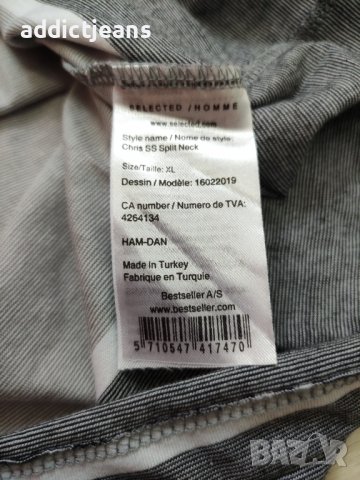 addictjeans
SELECTED / HOMME
www.selected.com
Style name / Nome de style:
Chris SS Split Neck
Size/Taille: XL
Dessin / Modèle: 16022019
CA number / Numero de TVA:
4264134
HAM-DAN
Made in Turkey
Fabrique en Turquie
Bestseller A/S
www.bestseller.com
5 710547 417470
BAZAR